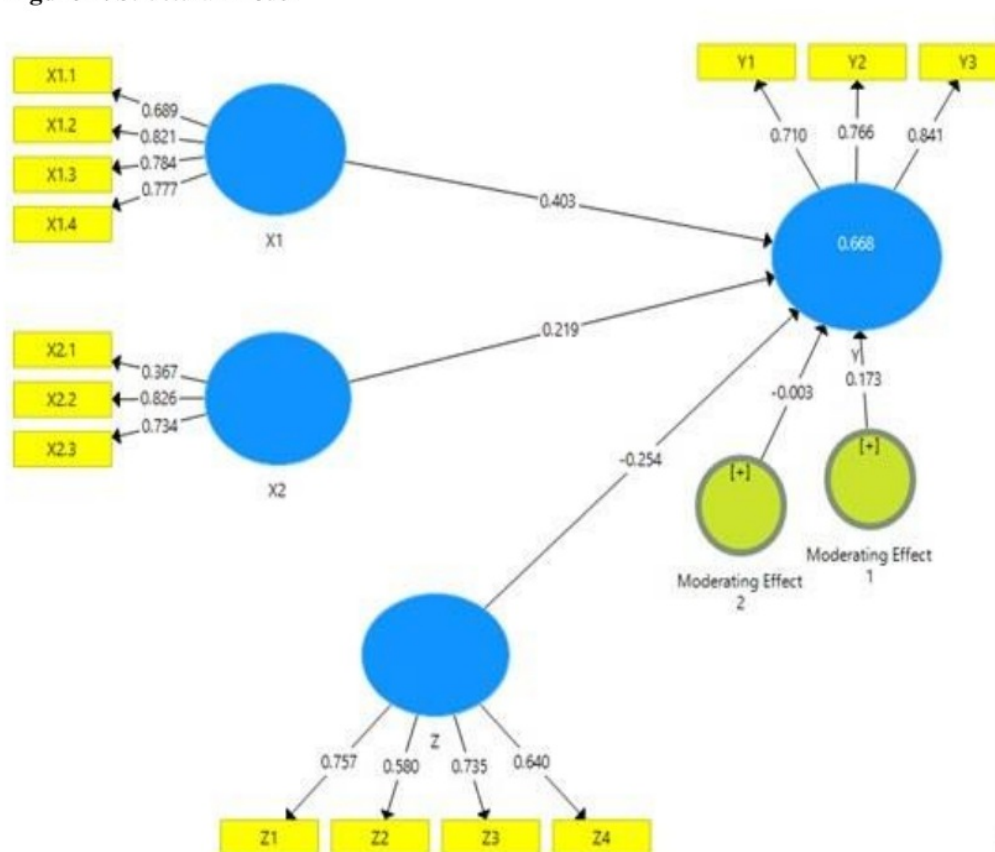 Y1
Y2
Y3
X1.1
X1.2
X1.3
X1.4
0.689
0.821
0.784
0.777
X1
0.710
0.766
0.841
0.403
0.668
Y
X2.1
X2.2
X2.3
0.367
0.826
0.734
X2
0.219
-0.003
0.173
-0.254
[+]
[+]
Moderating Effect
1
Moderating Effect
2
Z
0.757
0.580
0.735
0.640
Z1
Z2
Z3
Z4